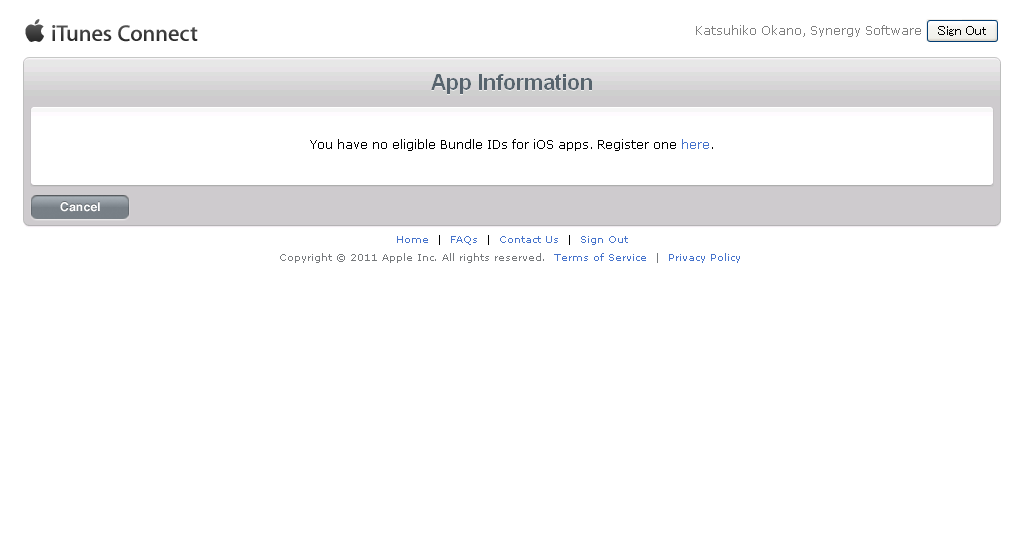 iTunes Connect
Katsuhiko Okano, Synergy Software Sign Out
App Information
You have no eligible Bundle IDs for iOS apps. Register one here.
Cancel
Home | FAQs | Contact Us | Sign Out
Copyright © 2011 Apple Inc. All rights reserved. Terms of Service | Privacy Policy